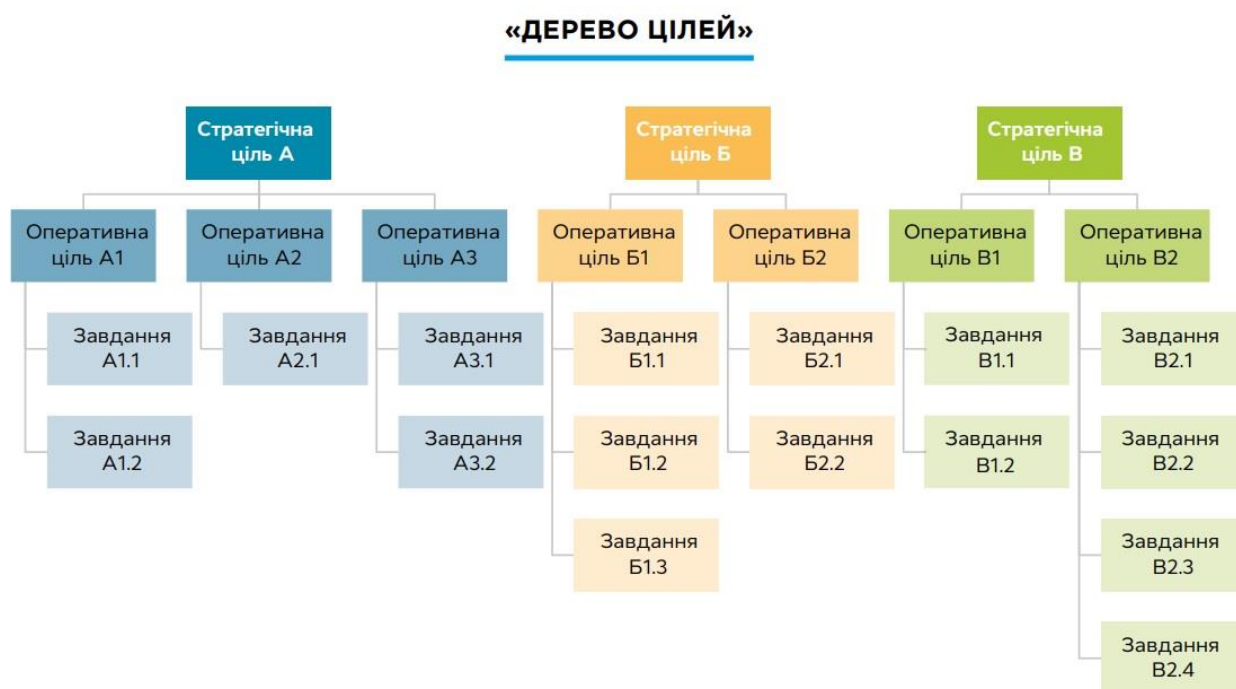 «ДЕРЕВО ЦІЛЕЙ»
Стратегічна
ціль А
Стратегічна
ціль Б
Стратегічна
ціль В
Оперативна
ціль А1
Оперативна
ціль А2
Оперативна
ціль А3
Оперативна
ціль Б1
Оперативна
ціль Б2
Оперативна
ціль В1
Оперативна
ціль В2
Завдання
А1.1
Завдання
А2.1
Завдання
А3.1
Завдання
Б1.1
Завдання
Б2.1
Завдання
В1.1
Завдання
В2.1
Завдання
А1.2
Завдання
А3.2
Завдання
Б1.2
Завдання
Б2.2
Завдання
В1.2
Завдання
В2.2
Завдання
Б1.3
Завдання
В2.3
Завдання
В2.4